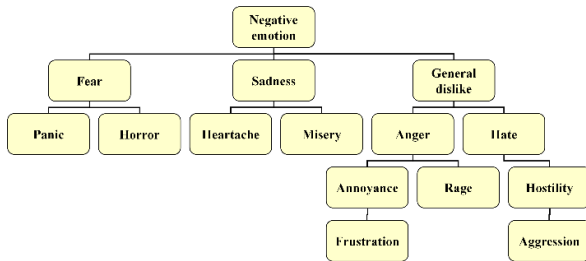 Negative
emotion
Fear
Sadness
General
dislike
Panic
Horror
Heartache
Misery
Anger
Hate
Annoyance
Rage
Hostility
Frustration
Aggression